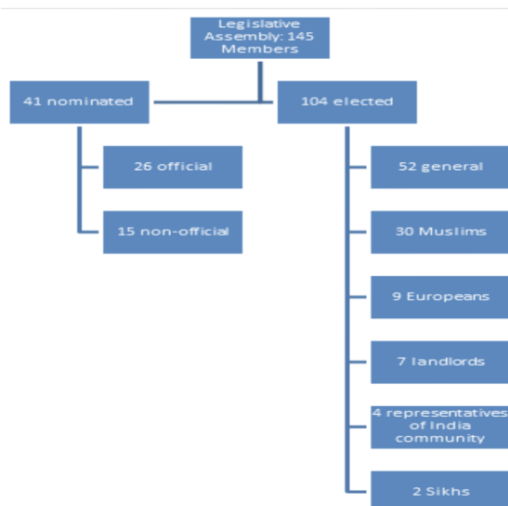 Legislative
Assembly: 145
Members
41 nominated
104 elected
26 official
15 non-official
52 general
30 Muslims
9 Europeans
7 landlords
4 representatives
of India
community
2 Sikhs